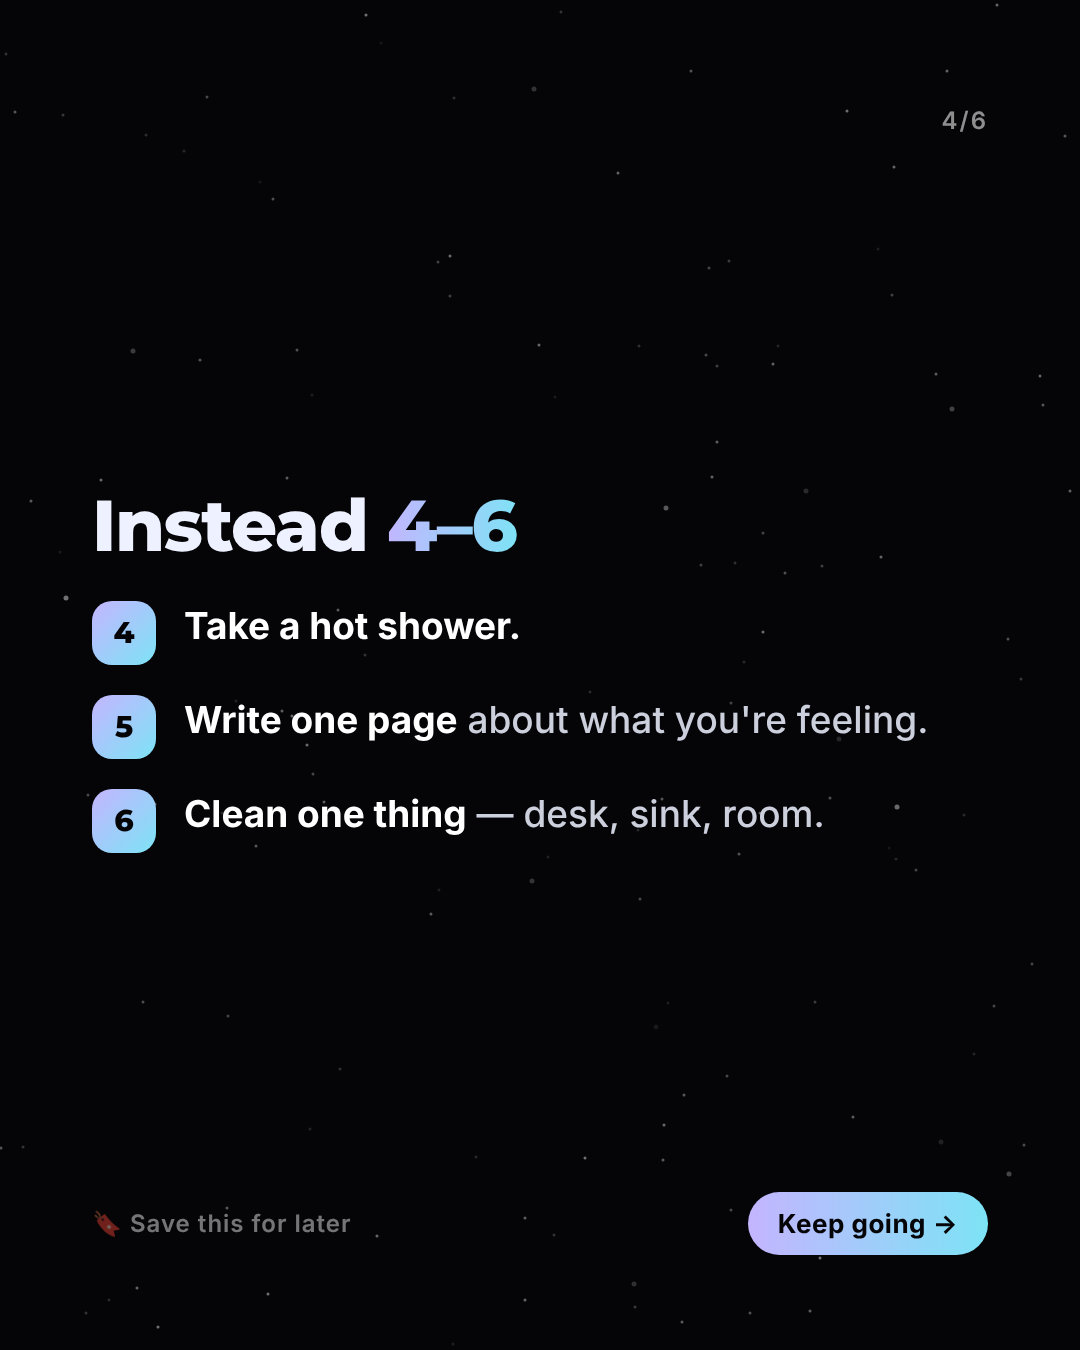 4/6
Instead 4–6
4 Take a hot shower.
5 Write one page about what you're feeling.
6 Clean one thing — desk, sink, room.
🔖 Save this for later
Keep going →